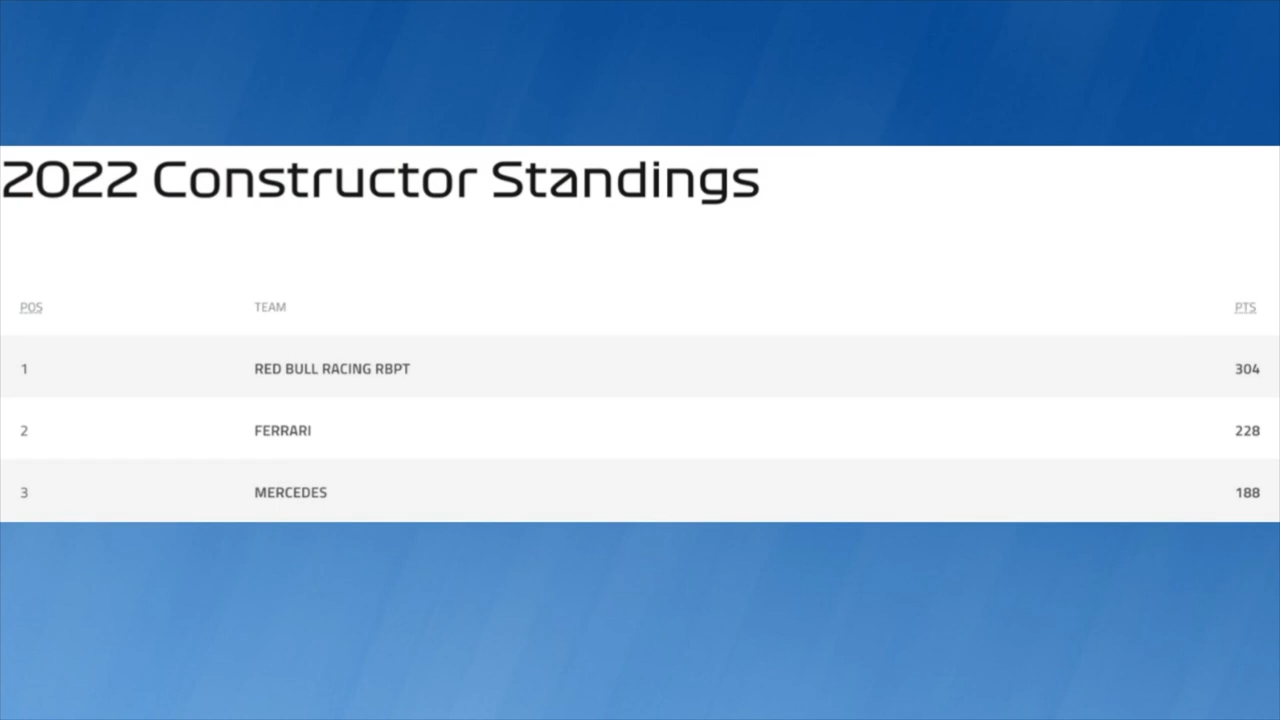 2022 Constructor Standings
POS TEAM PTS
1 RED BULL RACING RBPT 304
2 FERRARI 228
3 MERCEDES 188